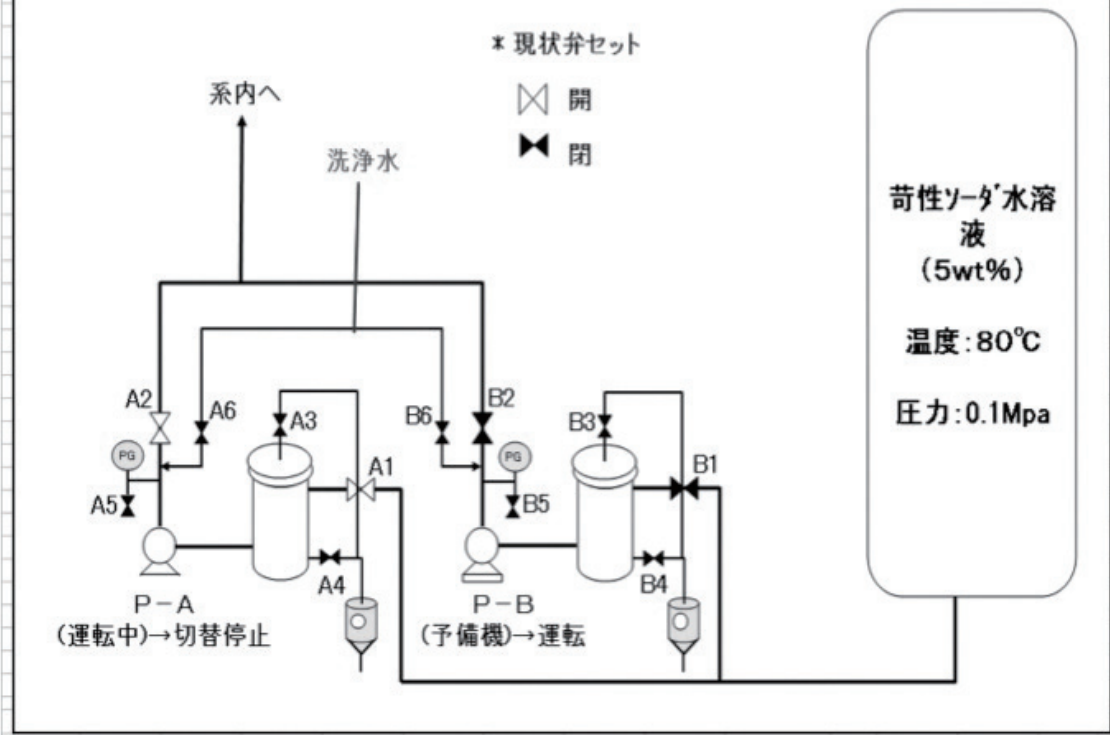 * 現状弁セット
開
閉
系内へ
洗浄水
苛性ｿｰﾀﾞ水溶
液
(5wt%)
温度:80℃
圧力:0.1Mpa
A2
A6
A3
B6
B2
B3
PG
A1
PG
B1
A5
B5
A4
B4
P－A
(運転中)→切替停止
P－B
(予備機)→運転